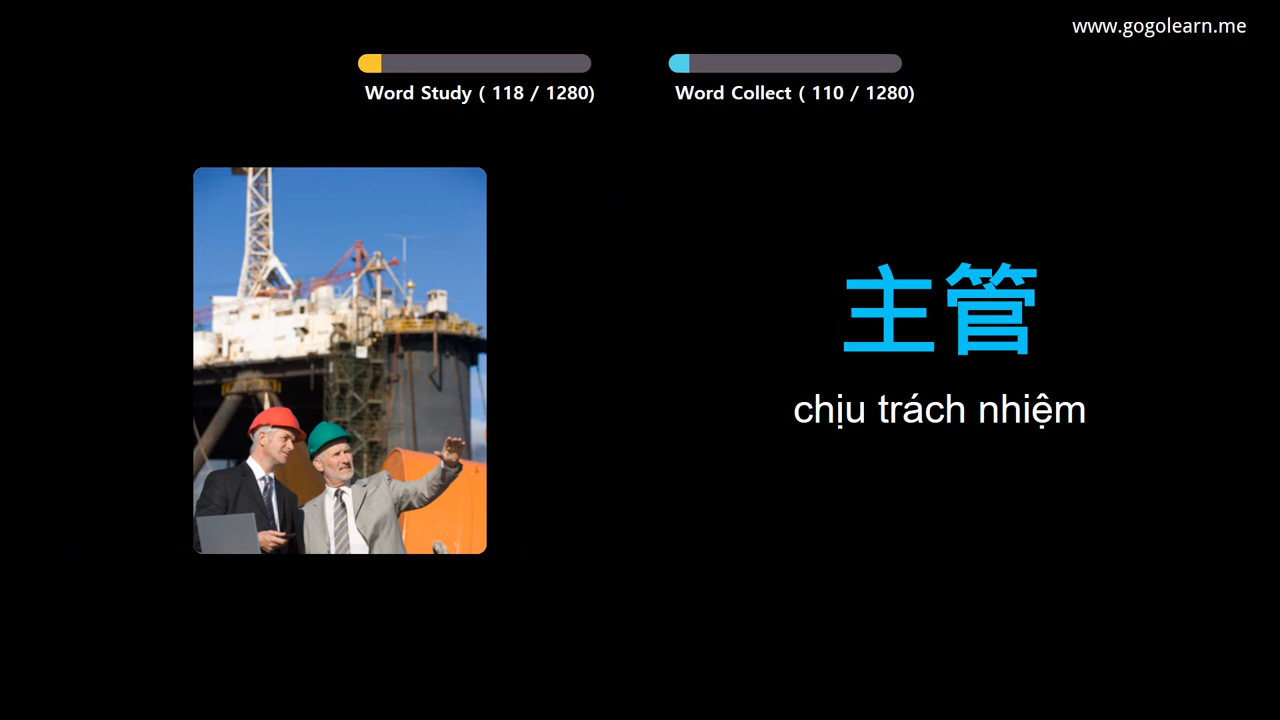 www.gogolearn.me
Word Study ( 118 / 1280)
Word Collect ( 110 / 1280)
主管
chịu trách nhiệm